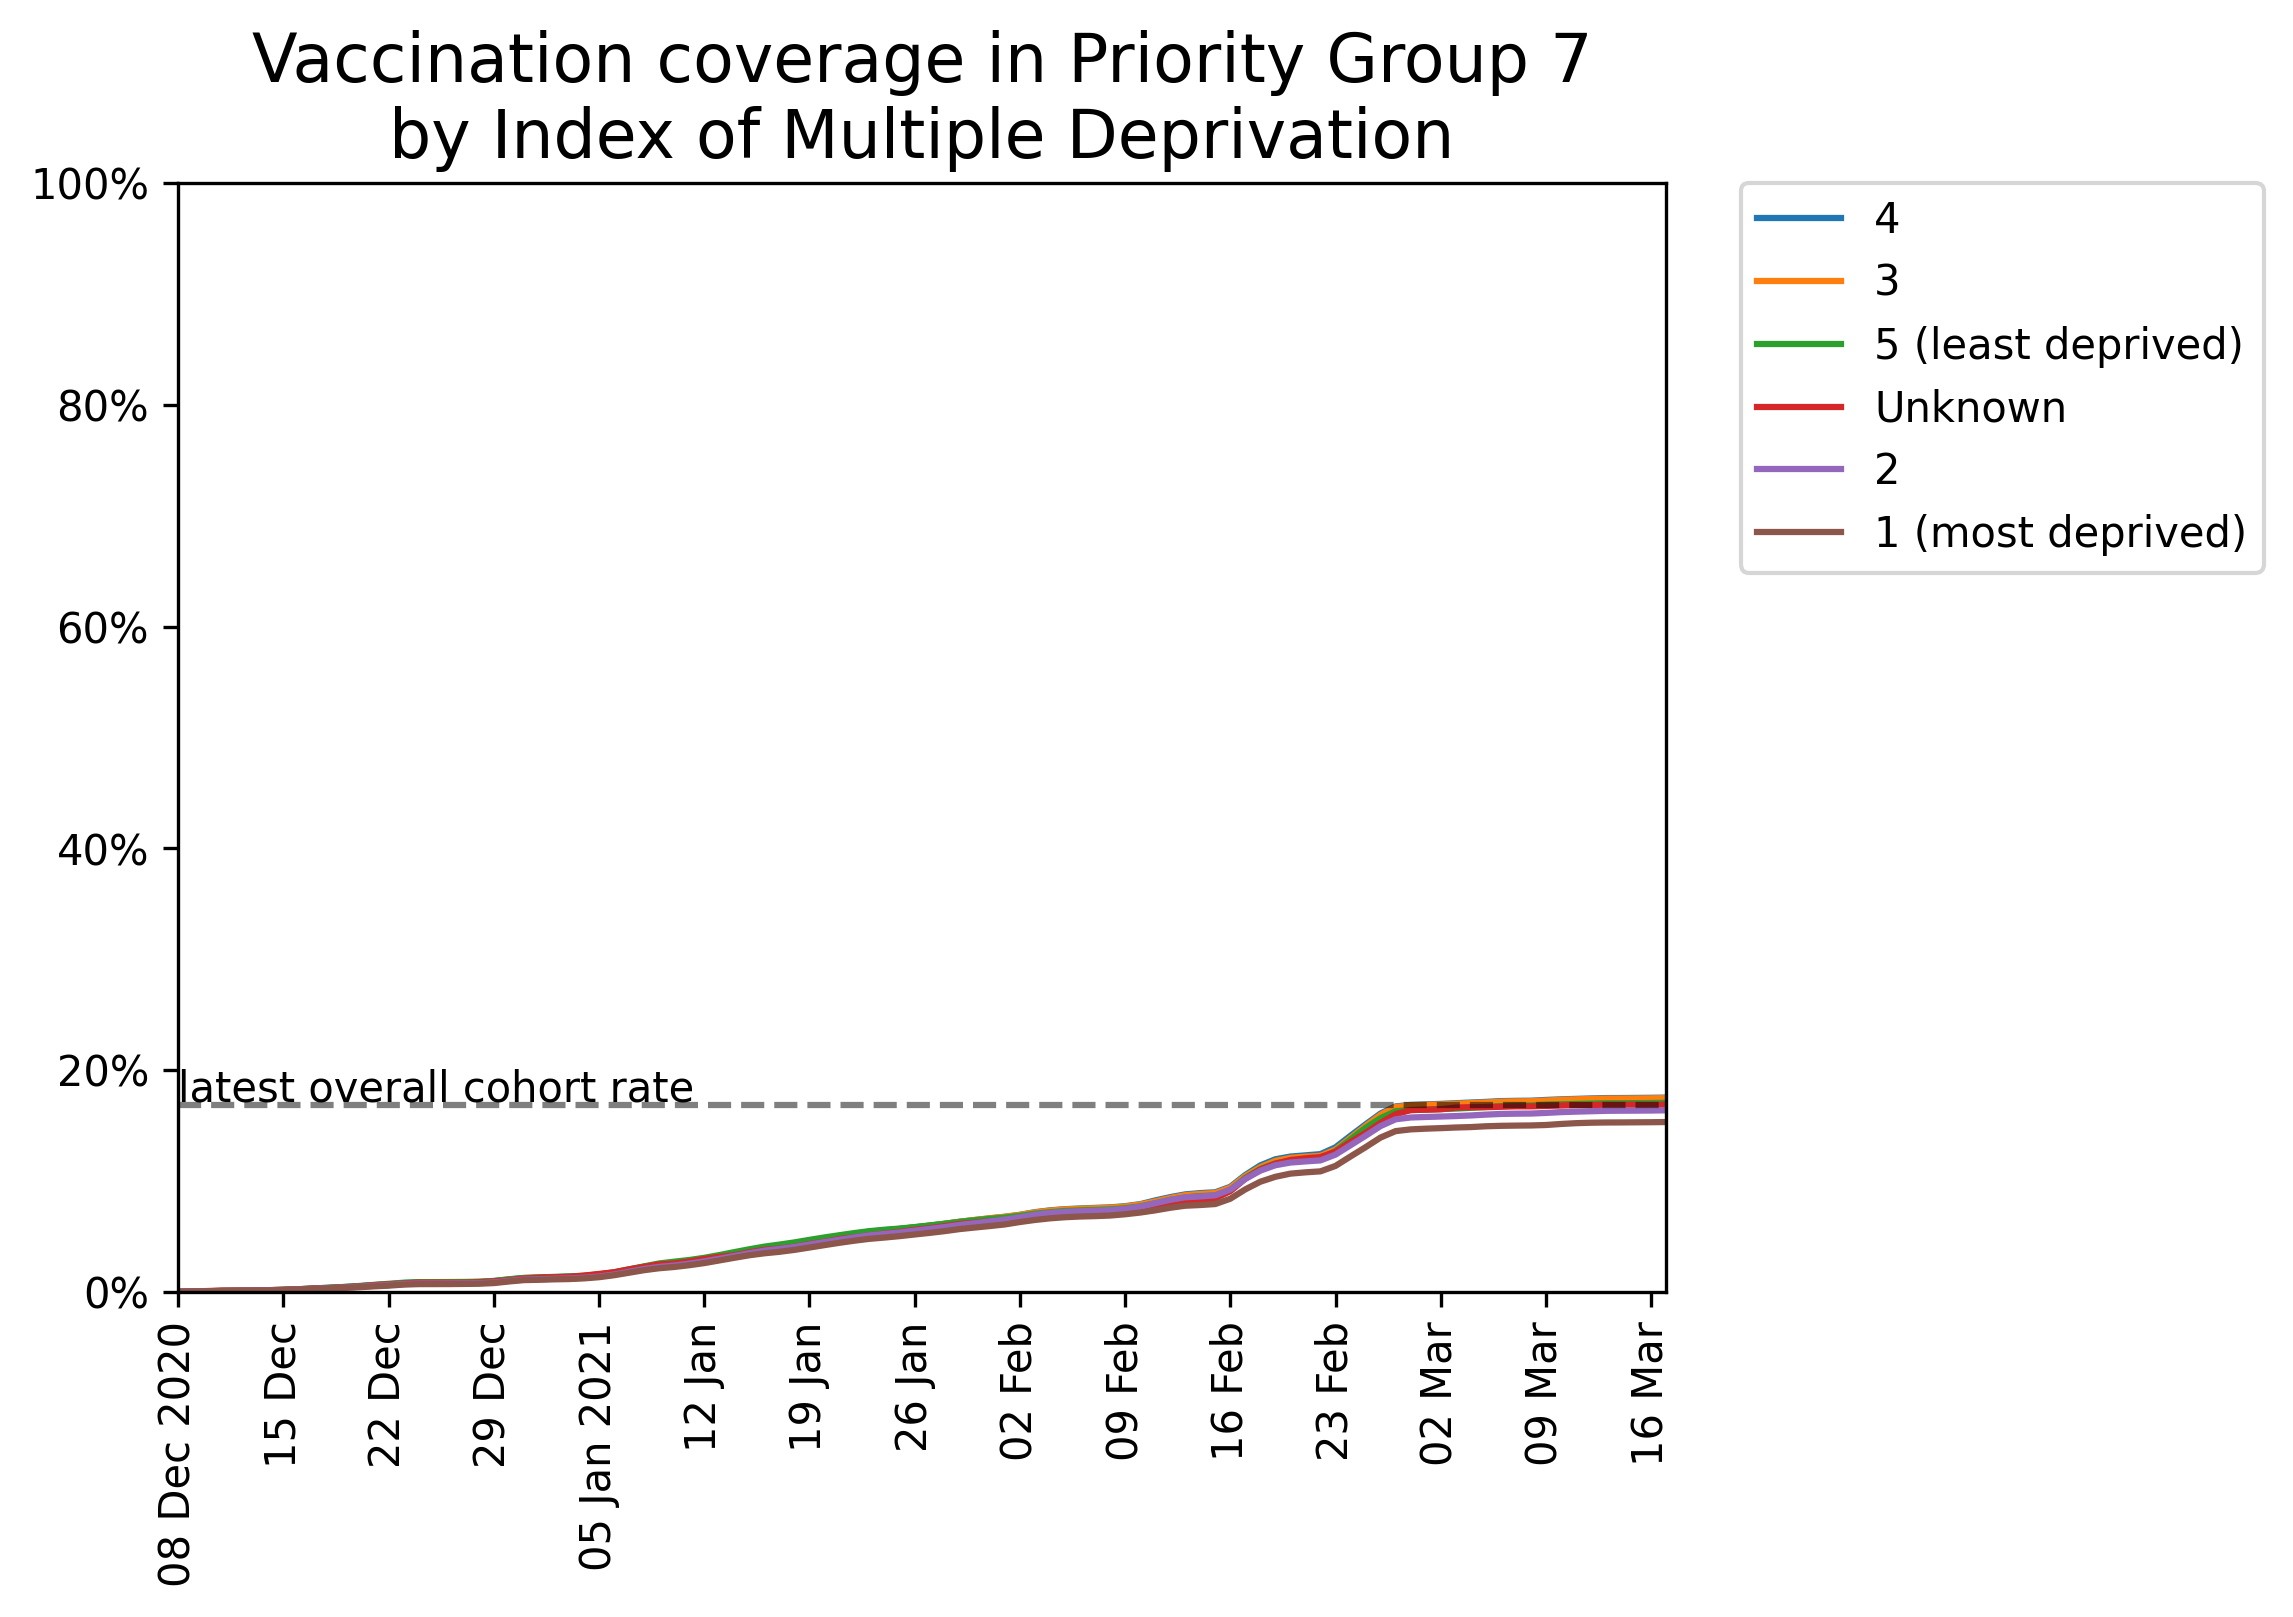 Vaccination coverage in Priority Group 7
by Index of Multiple Deprivation
100%
80%
60%
40%
20%
0%
latest overall cohort rate
08 Dec 2020
15 Dec
22 Dec
29 Dec
05 Jan 2021
12 Jan
19 Jan
26 Jan
02 Feb
09 Feb
16 Feb
23 Feb
02 Mar
09 Mar
16 Mar
4
3
5 (least deprived)
Unknown
2
1 (most deprived)